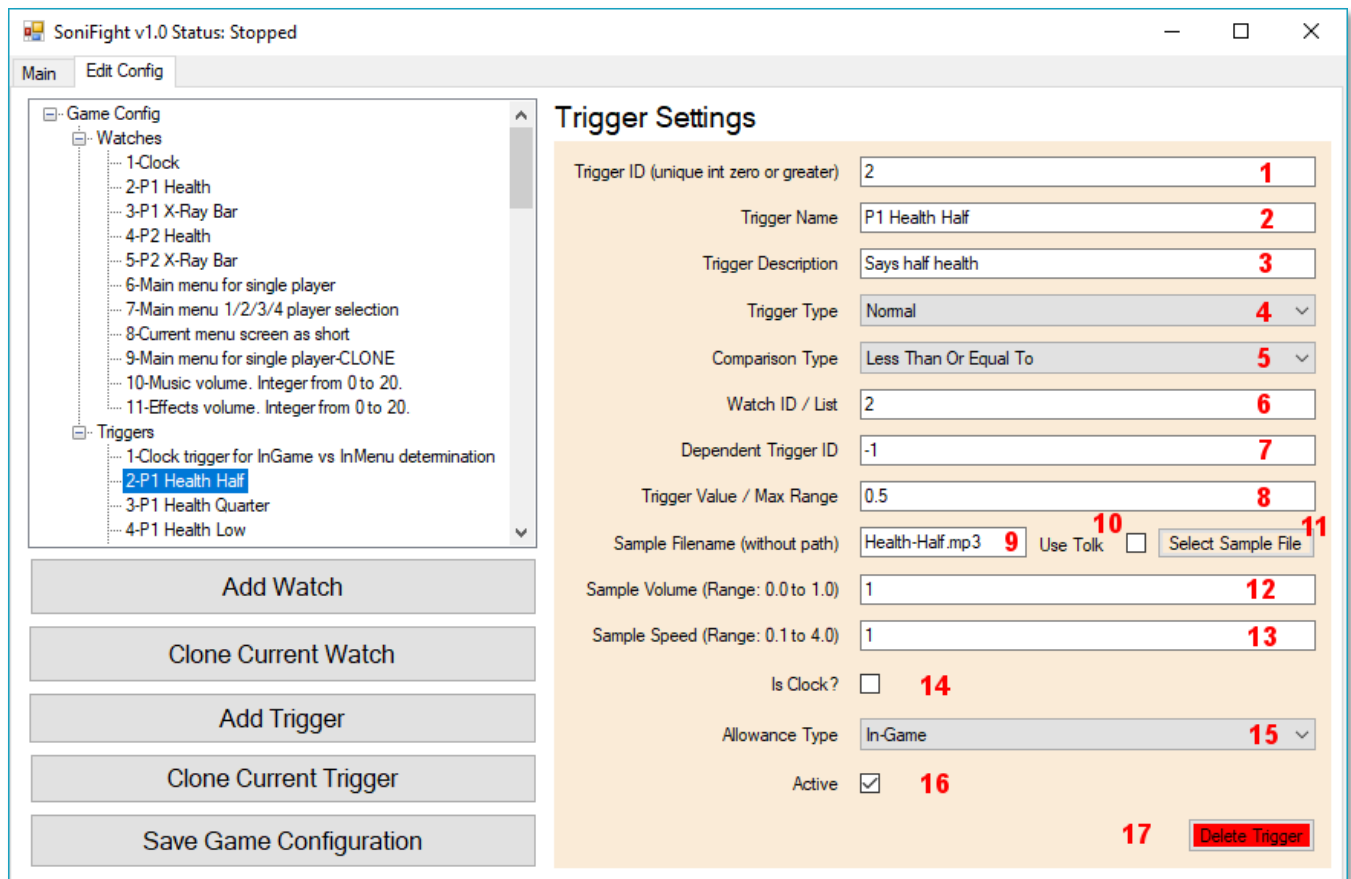 SoniFight v1.0 Status: Stopped
Main
Edit Config
Game Config
Watches
1-Clock
2-P1 Health
3-P1 X-Ray Bar
4-P2 Health
5-P2 X-Ray Bar
6-Main menu for single player
7-Main menu 1/2/3/4 player selection
8-Current menu screen as short
9-Main menu for single player-CLONE
10-Music volume. Integer from 0 to 20.
11-Effects volume. Integer from 0 to 20.
Triggers
1-Clock trigger for InGame vs InMenu determination
2-P1 Health Half
3-P1 Health Quarter
4-P1 Health Low
Add Watch
Clone Current Watch
Add Trigger
Clone Current Trigger
Save Game Configuration
Trigger Settings
Trigger ID (unique int zero or greater) 2 1
Trigger Name P1 Health Half 2
Trigger Description Says half health 3
Trigger Type Normal 4
Comparison Type Less Than Or Equal To 5
Watch ID / List 2 6
Dependent Trigger ID -1 7
Trigger Value / Max Range 0.5 8
Sample Filename (without path) Health-Half.mp3 9 Use Tolk 10 Select Sample File 11
Sample Volume (Range: 0.0 to 1.0) 1 12
Sample Speed (Range: 0.1 to 4.0) 1 13
Is Clock? 14
Allowance Type In-Game 15
Active 16
17 Delete Trigger